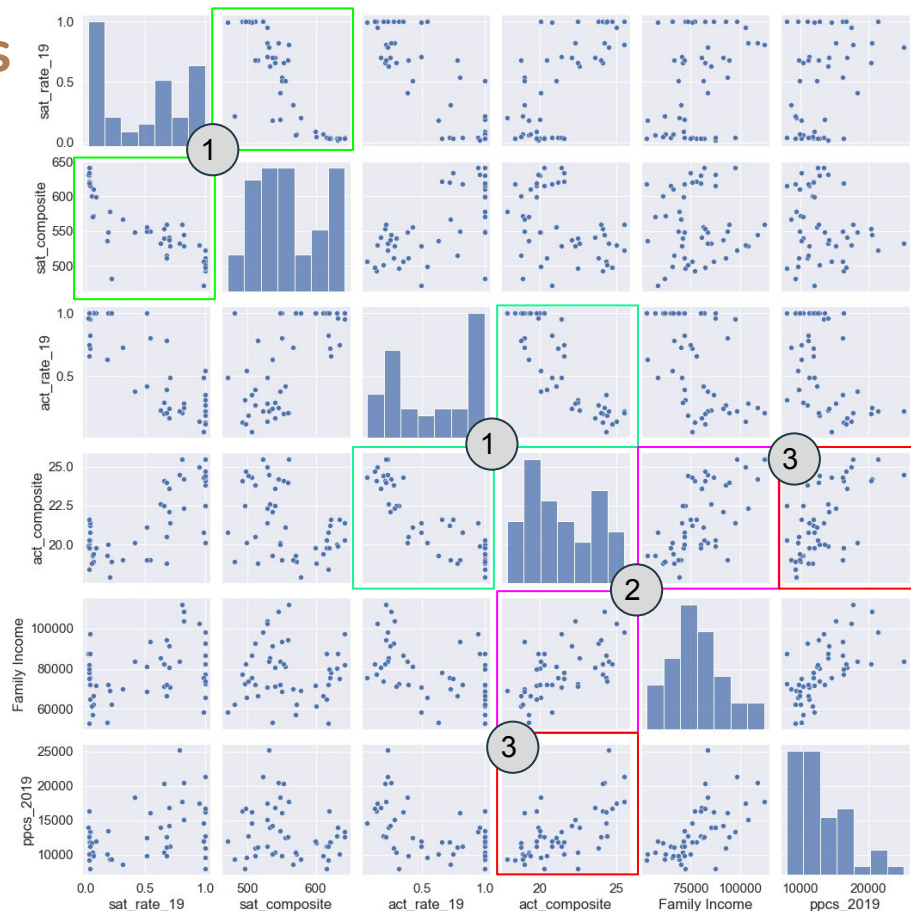 s
1.0
0.5
0.0
sat_rate_19
1
650
600
550
500
sat_composite
1.0
0.5
act_rate_19
1
3
25.0
22.5
20.0
act_composite
2
100000
80000
60000
Family Income
3
25000
20000
15000
10000
ppcs_2019
0.0 0.5 1.0 500 600 0.5 1.0 20 25 75000 100000 10000 20000
sat_rate_19 sat_composite act_rate_19 act_composite Family Income ppcs_2019